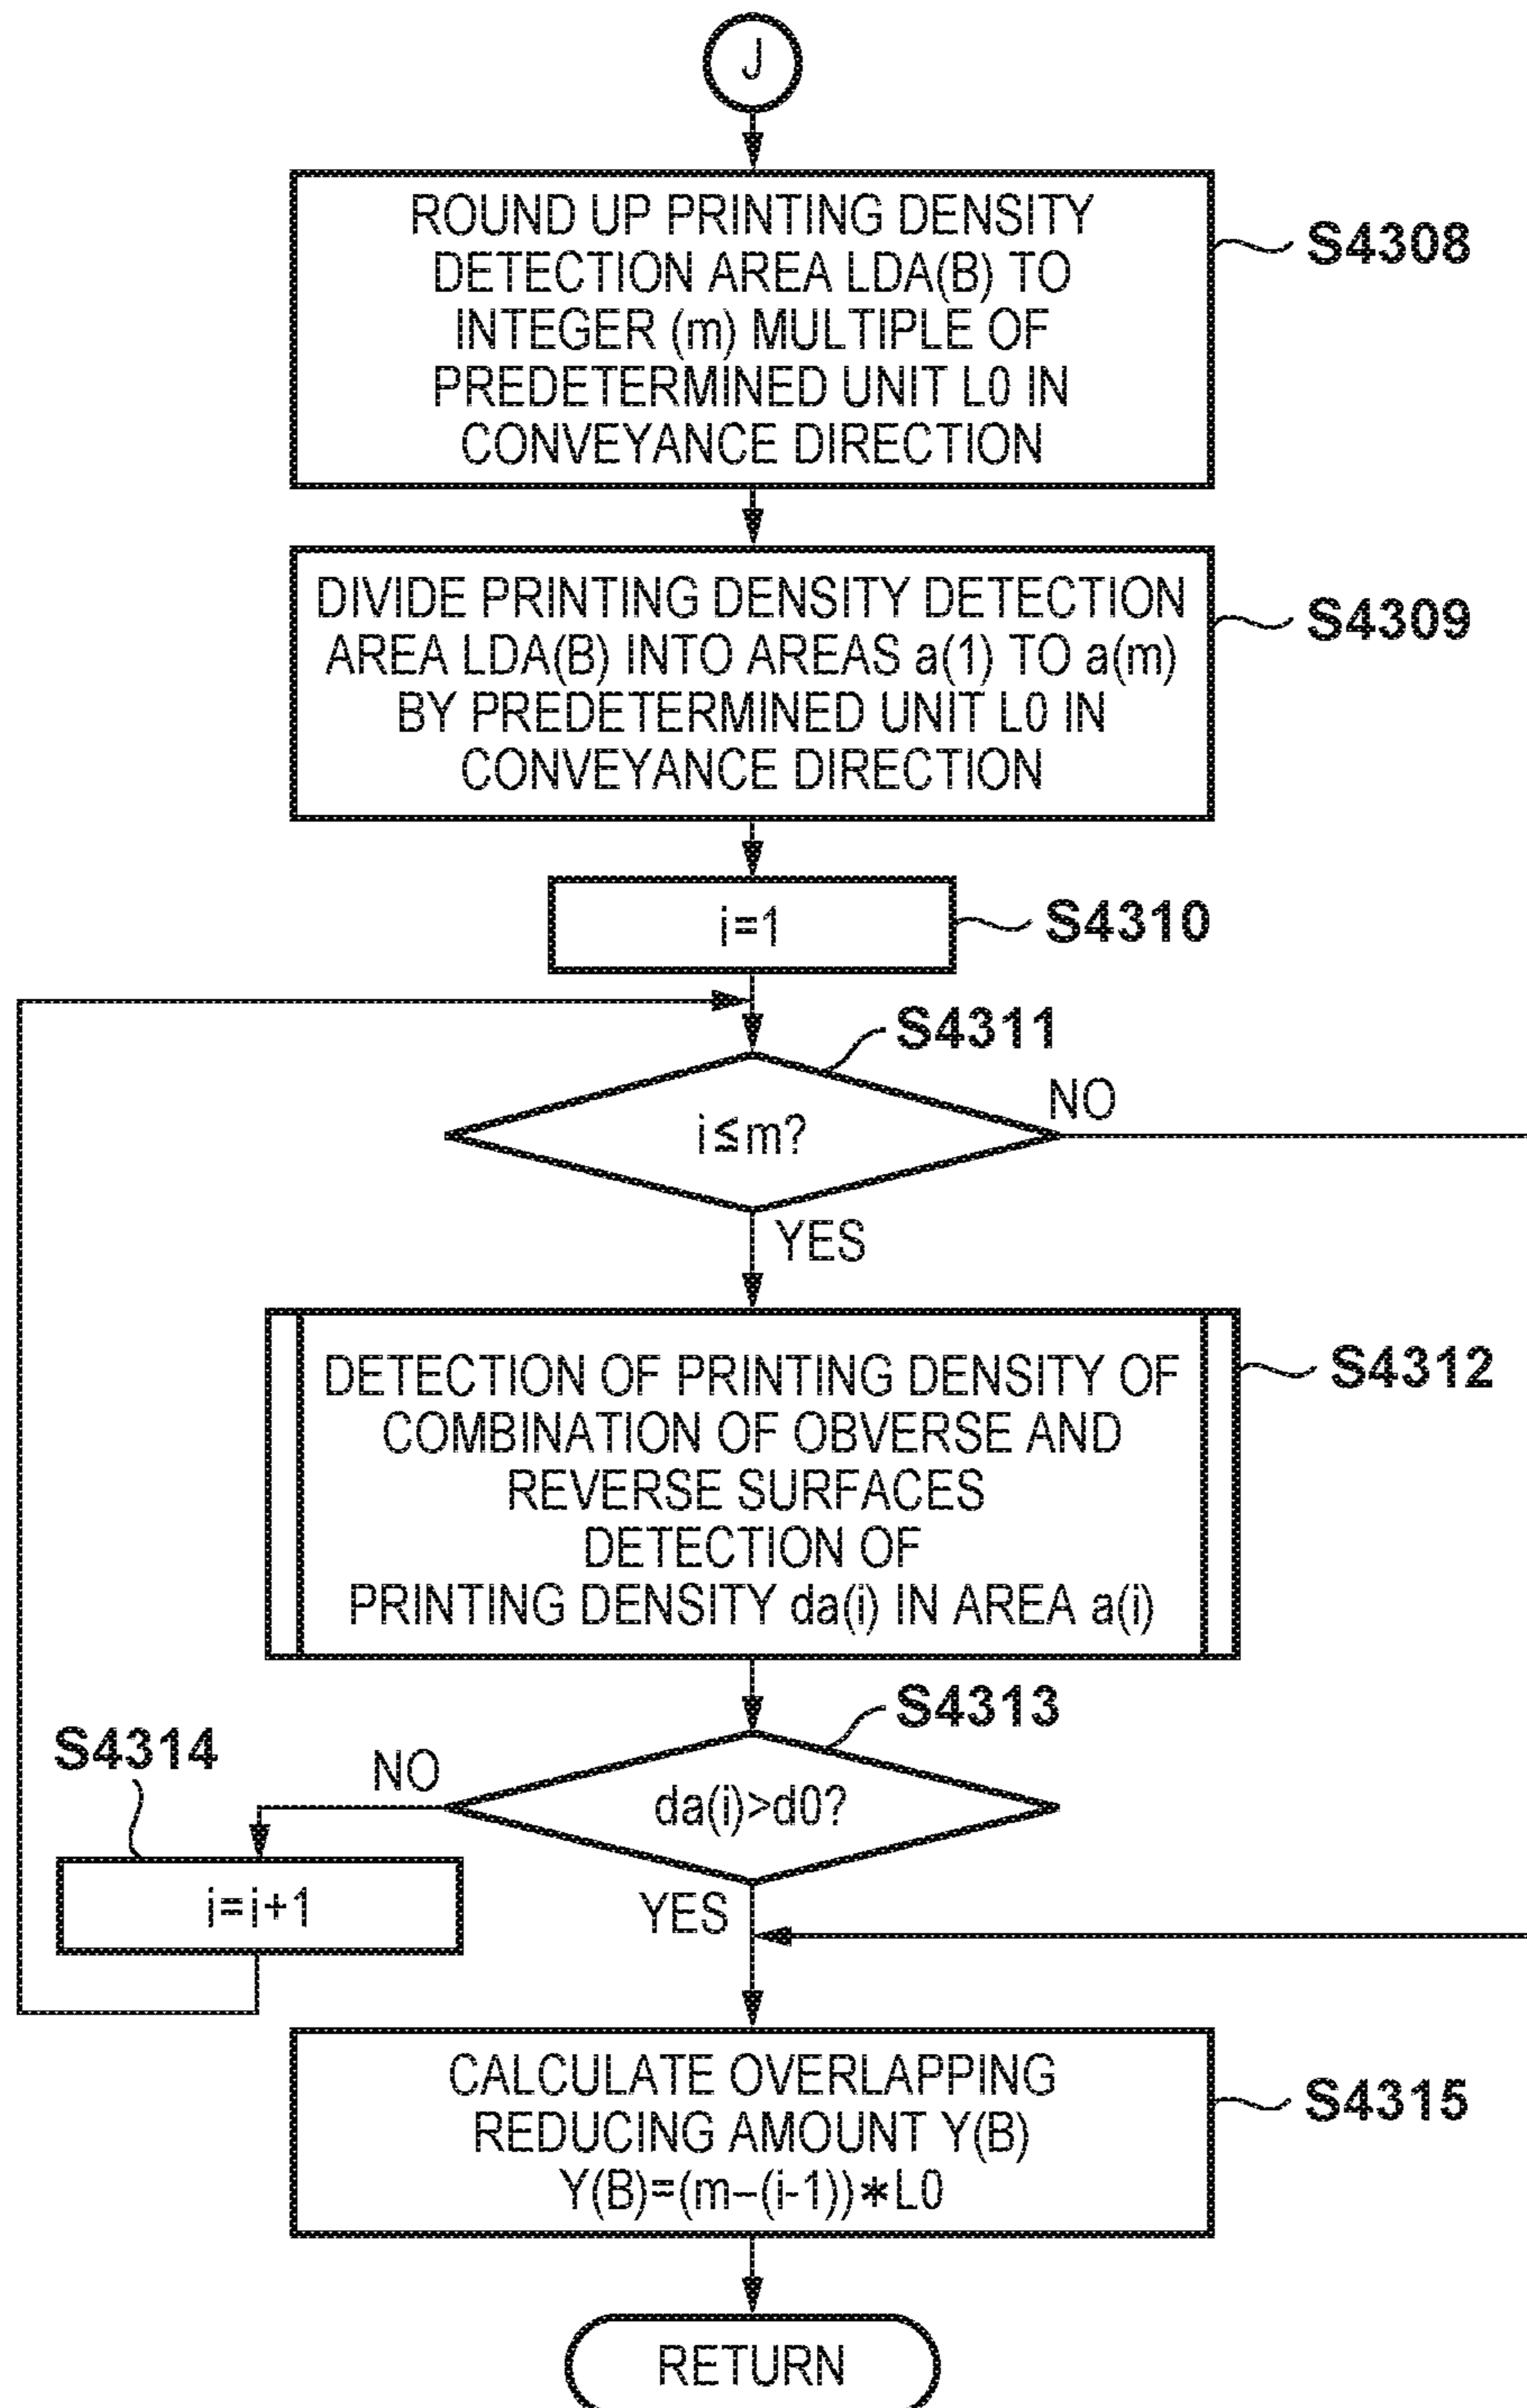 J
ROUND UP PRINTING DENSITY
DETECTION AREA LDA(B) TO
INTEGER (m) MULTIPLE OF
PREDETERMINED UNIT L0 IN
CONVEYANCE DIRECTION
S4308
DIVIDE PRINTING DENSITY DETECTION
AREA LDA(B) INTO AREAS a(1) TO a(m)
BY PREDETERMINED UNIT L0 IN
CONVEYANCE DIRECTION
S4309
i=1
S4310
S4311
i≦m?
NO
YES
DETECTION OF PRINTING DENSITY OF
COMBINATION OF OBVERSE AND
REVERSE SURFACES
DETECTION OF
PRINTING DENSITY da(i) IN AREA a(i)
S4312
S4313
da(i)>d0?
NO
S4314
i=i+1
YES
CALCULATE OVERLAPPING
REDUCING AMOUNT Y(B)
Y(B)=(m–(i-1))*L0
S4315
RETURN